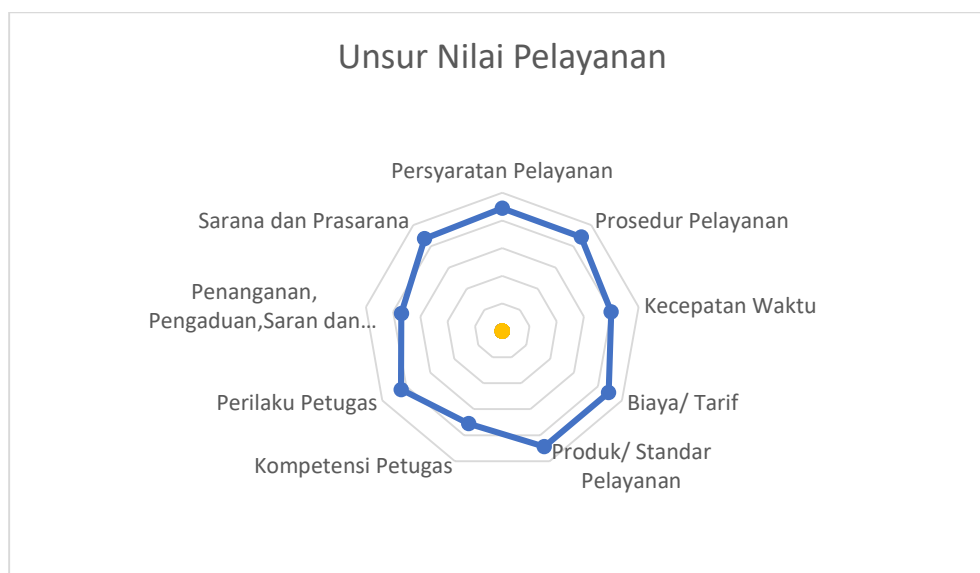 Unsur Nilai Pelayanan
Persyaratan Pelayanan
Prosedur Pelayanan
Kecepatan Waktu
Biaya/ Tarif
Produk/ Standar
Pelayanan
Kompetensi Petugas
Perilaku Petugas
Penanganan,
Pengaduan,Saran dan...
Sarana dan Prasarana